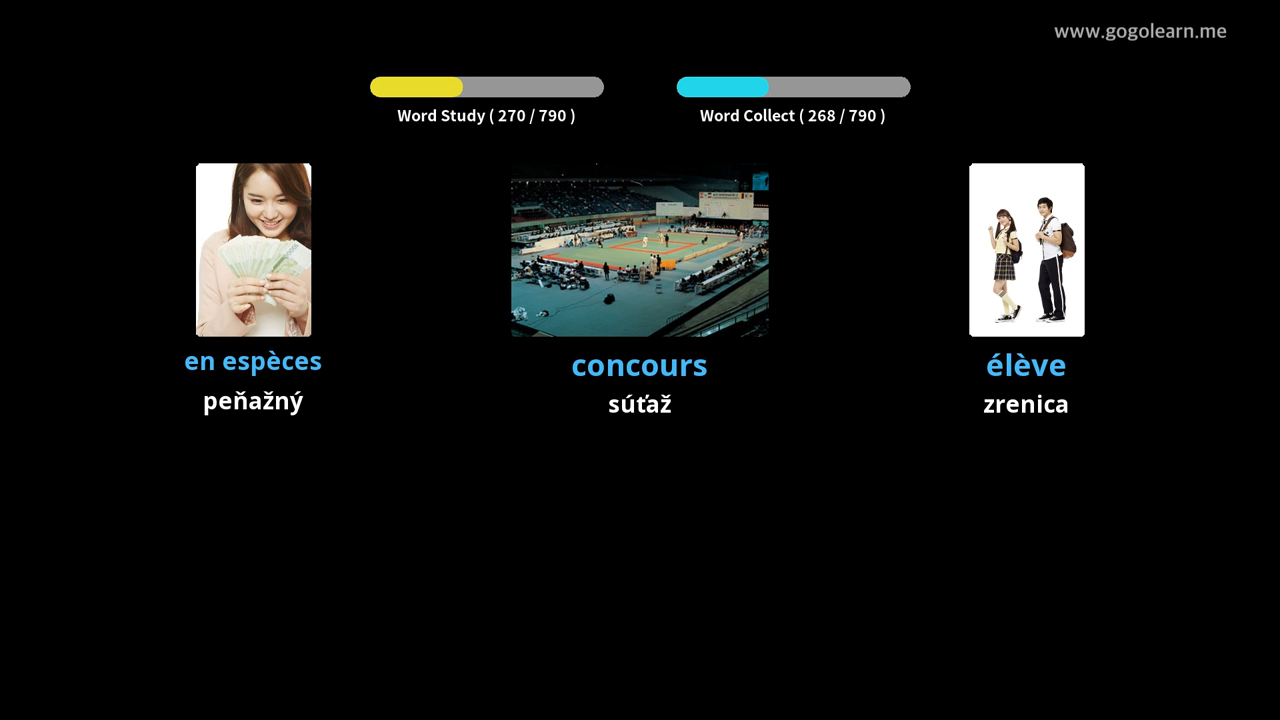 www.gogolearn.me
Word Study ( 270 / 790 )
Word Collect ( 268 / 790 )
en espèces
peňažný
concours
súťaž
élève
zrenica